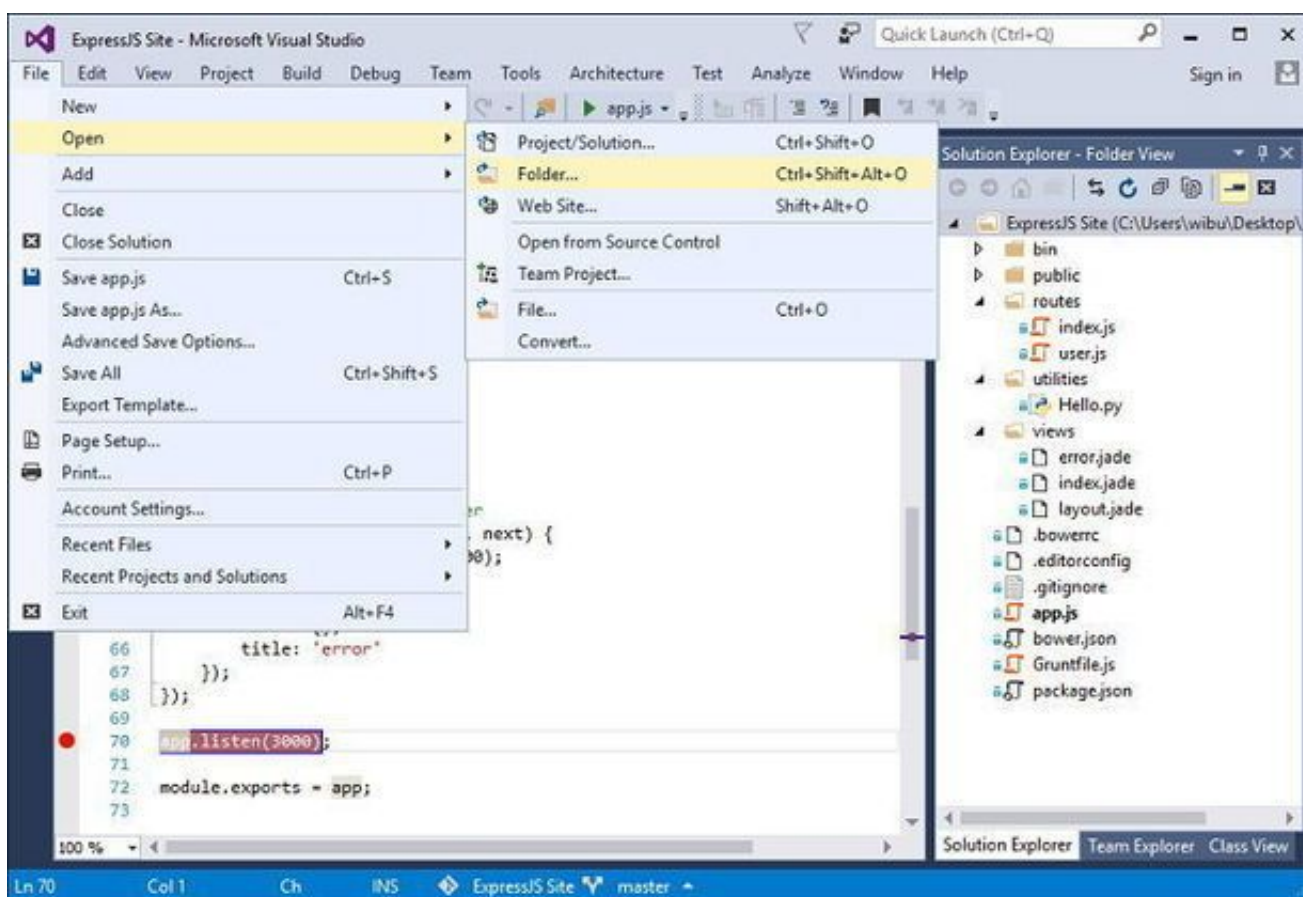 ExpressJS Site - Microsoft Visual Studio
Quick Launch (Ctrl+Q)
File Edit View Project Build Debug Team Tools Architecture Test Analyze Window Help Sign in
app.js
New
Open
Add
Close
Close Solution
Save app.js Ctrl+S
Save app.js As...
Advanced Save Options...
Save All Ctrl+Shift+S
Export Template...
Page Setup...
Print... Ctrl+P
Account Settings...
Recent Files
Recent Projects and Solutions
Exit Alt+F4
Project/Solution... Ctrl+Shift+O
Folder... Ctrl+Shift+Alt+O
Web Site... Shift+Alt+O
Open from Source Control
Team Project...
File... Ctrl+O
Convert...
next) {
);
66 title: 'error'
67 });
68 });
69
70 app.listen(3000);
71
72 module.exports = app;
73
100 %
Solution Explorer - Folder View
ExpressJS Site (C:\Users\wibu\Desktop\
bin
public
routes
index.js
user.js
utilities
Hello.py
views
error.jade
index.jade
layout.jade
.bowerrc
.editorconfig
.gitignore
app.js
bower.json
Gruntfile.js
package.json
Solution Explorer Team Explorer Class View
Ln 70 Col 1 Ch INS ExpressJS Site master